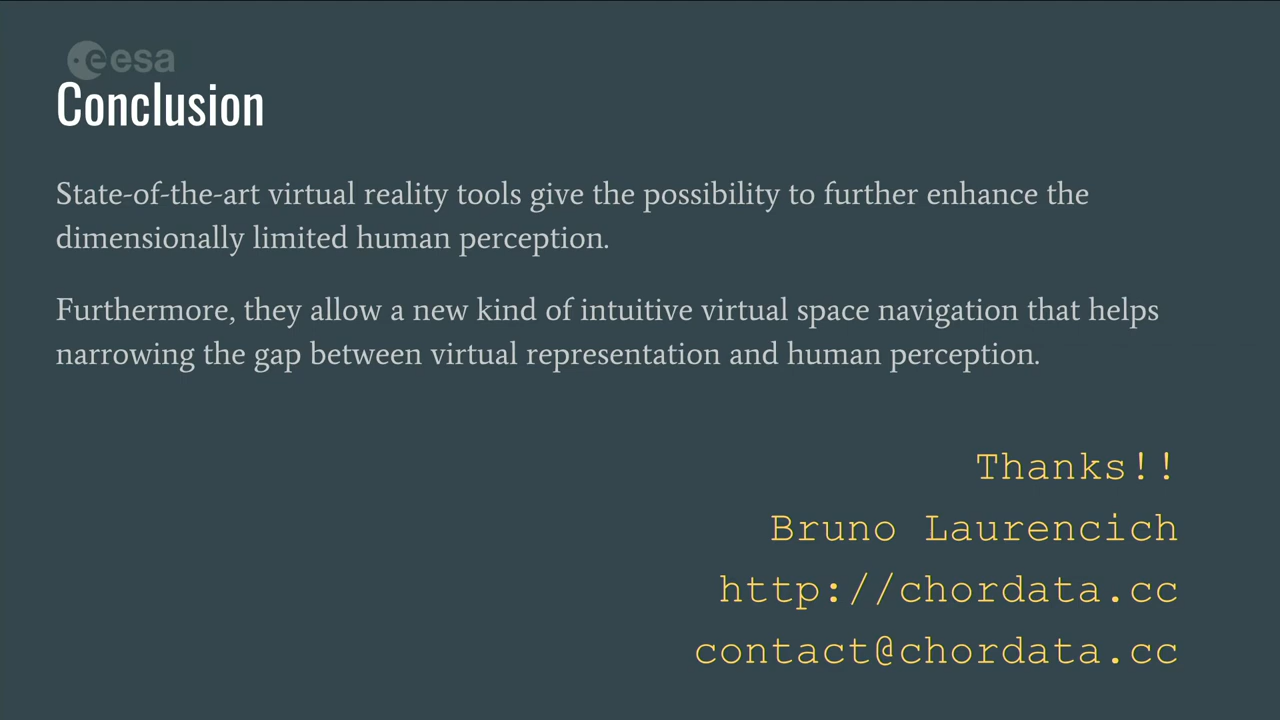 esa
Conclusion
State-of-the-art virtual reality tools give the possibility to further enhance the
dimensionally limited human perception.
Furthermore, they allow a new kind of intuitive virtual space navigation that helps
narrowing the gap between virtual representation and human perception.
Thanks!!
Bruno Laurencich
http://chordata.cc
contact@chordata.cc